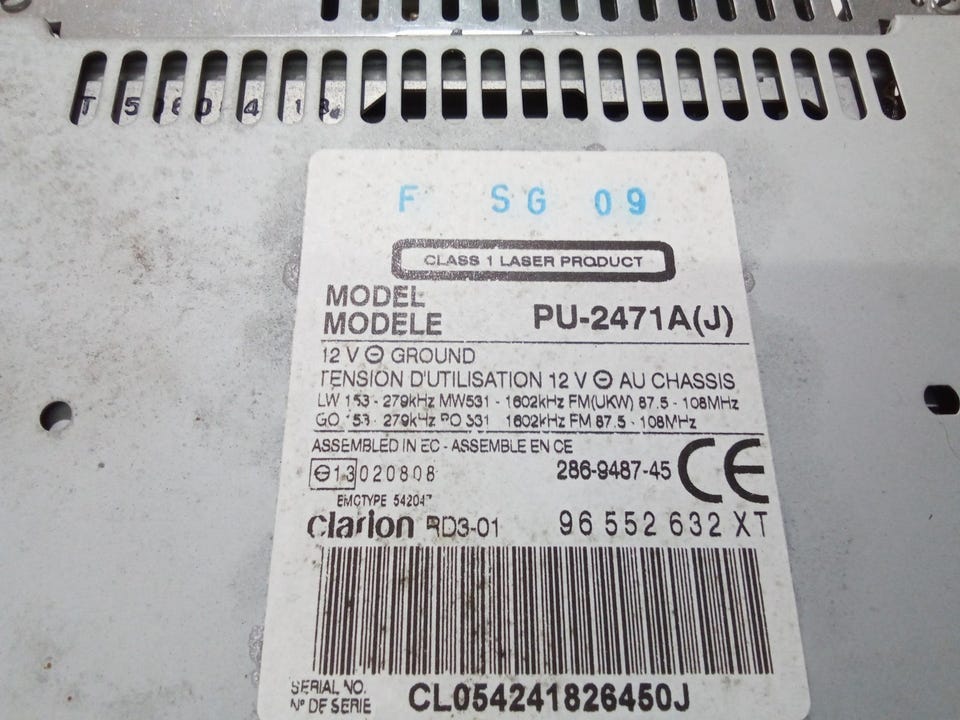 T5060418
F SG 09
CLASS 1 LASER PRODUCT
MODEL
MODELE PU-2471A(J)
12 V ⊖ GROUND
TENSION D'UTILISATION 12 V ⊖ AU CHASSIS
LW 153 - 279kHz MW531 - 1602kHz FM(UKW) 87.5 - 108MHz
GO 153 - 279kHz PO 531 - 1602kHz FM 87.5 - 108MHz
ASSEMBLED IN EC - ASSEMBLE EN CE
e13 020808 286-9487-45 CE
EMCTYPE 542047
clarion RD3-01 96 552 632 XT
SERIAL NO.
N° DE SERIE CL054241826450J